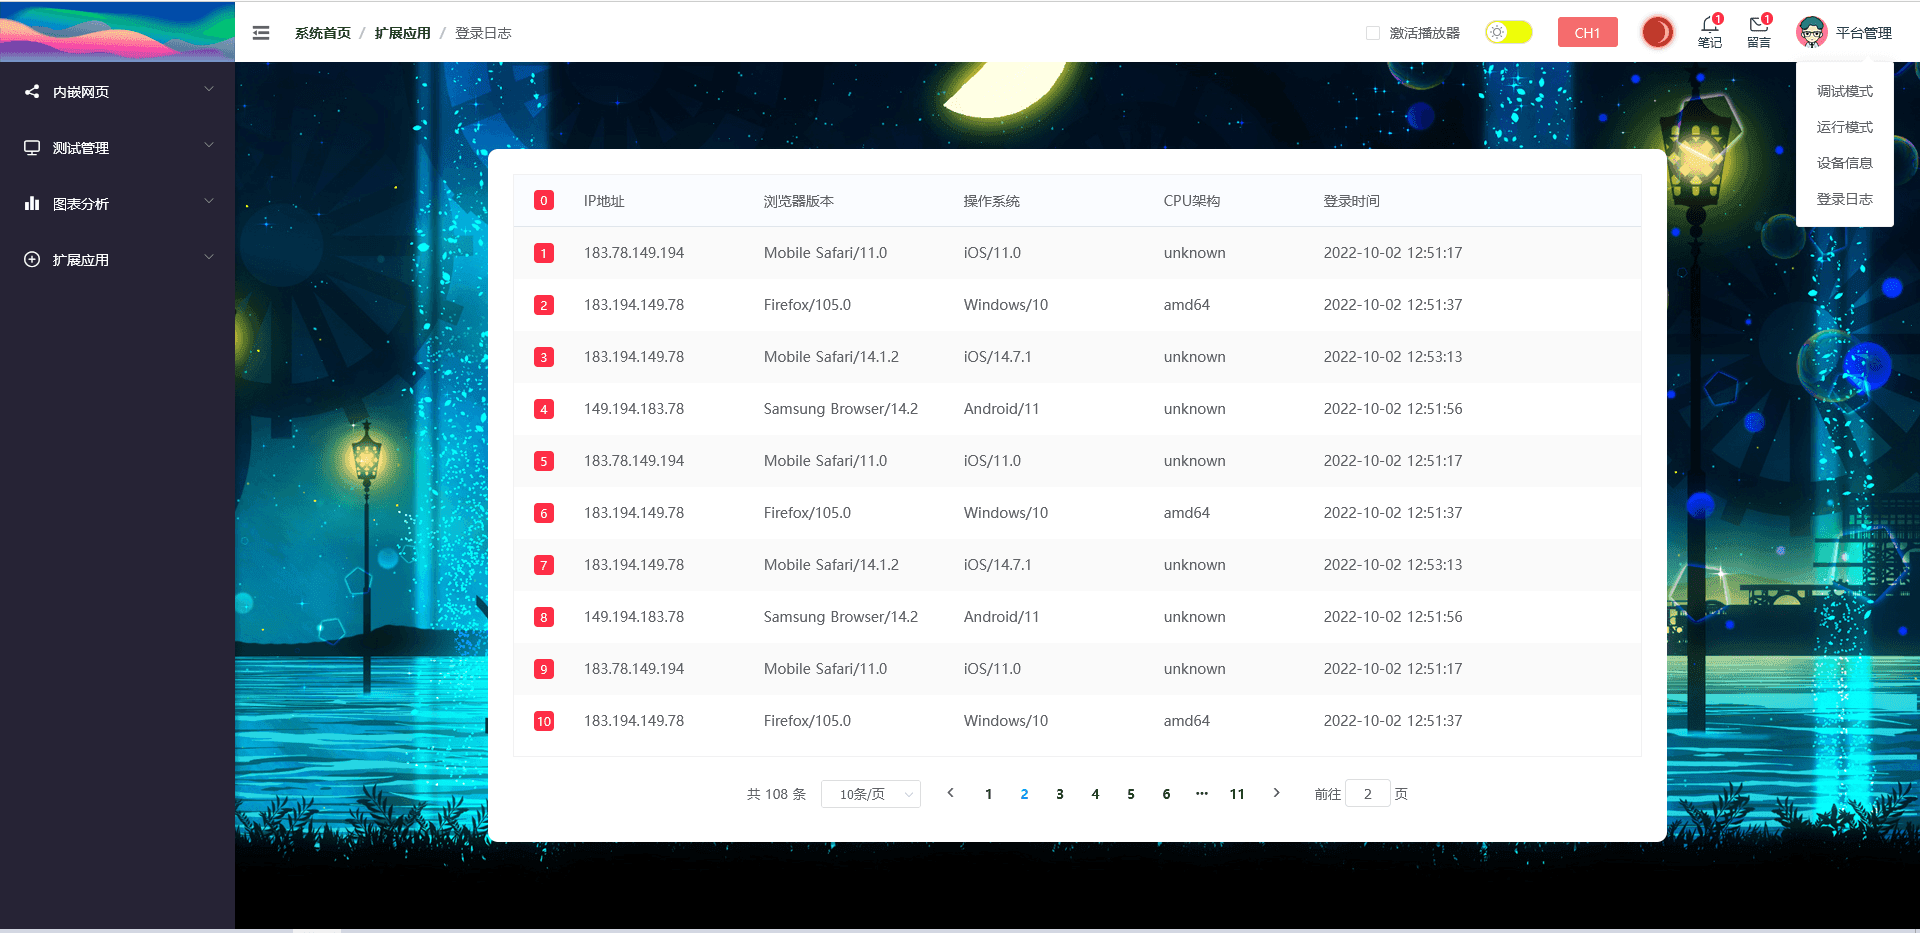 系统首页 / 扩展应用 / 登录日志
激活播放器
CH1
1
笔记
1
留言
平台管理
调试模式
运行模式
设备信息
登录日志
内嵌网页
测试管理
图表分析
扩展应用
0 IP地址 浏览器版本 操作系统 CPU架构 登录时间
1 183.78.149.194 Mobile Safari/11.0 iOS/11.0 unknown 2022-10-02 12:51:17
2 183.194.149.78 Firefox/105.0 Windows/10 amd64 2022-10-02 12:51:37
3 183.194.149.78 Mobile Safari/14.1.2 iOS/14.7.1 unknown 2022-10-02 12:53:13
4 149.194.183.78 Samsung Browser/14.2 Android/11 unknown 2022-10-02 12:51:56
5 183.78.149.194 Mobile Safari/11.0 iOS/11.0 unknown 2022-10-02 12:51:17
6 183.194.149.78 Firefox/105.0 Windows/10 amd64 2022-10-02 12:51:37
7 183.194.149.78 Mobile Safari/14.1.2 iOS/14.7.1 unknown 2022-10-02 12:53:13
8 149.194.183.78 Samsung Browser/14.2 Android/11 unknown 2022-10-02 12:51:56
9 183.78.149.194 Mobile Safari/11.0 iOS/11.0 unknown 2022-10-02 12:51:17
10 183.194.149.78 Firefox/105.0 Windows/10 amd64 2022-10-02 12:51:37
共 108 条 10条/页 1 2 3 4 5 6 ··· 11 前往 2 页